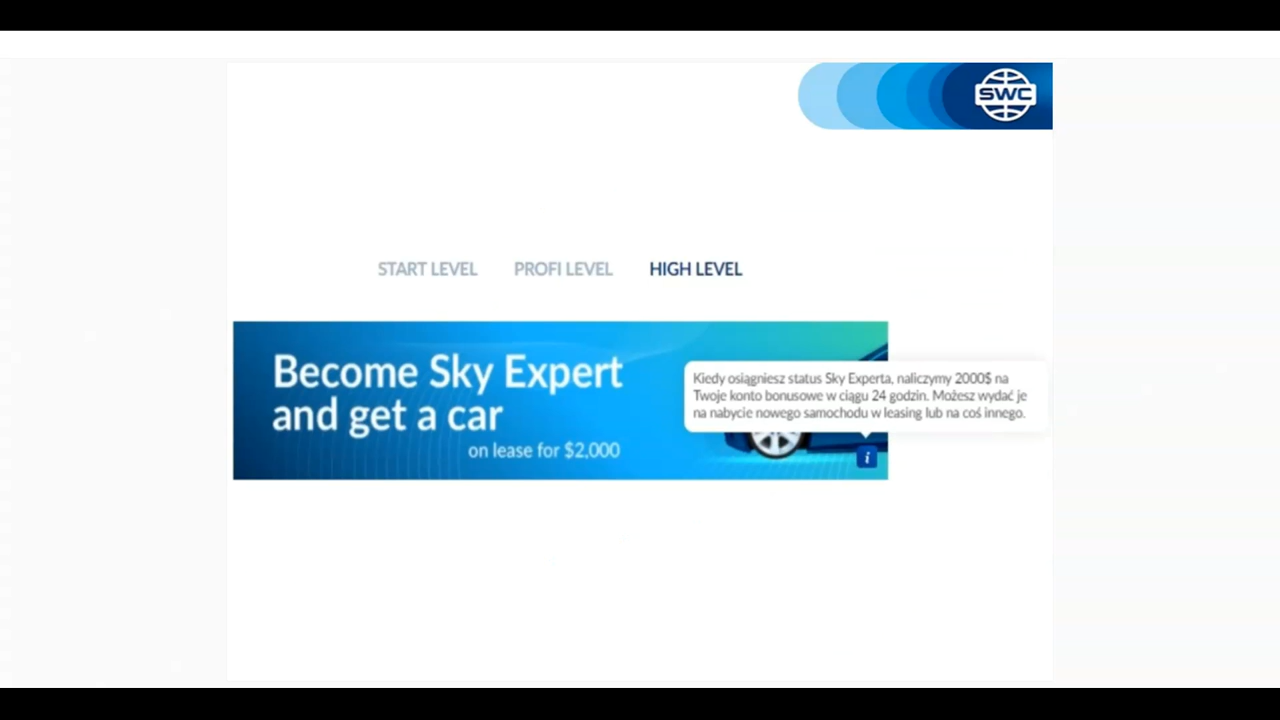 SWC
START LEVEL PROFI LEVEL HIGH LEVEL
Become Sky Expert
and get a car
on lease for $2,000
Kiedy osiągniesz status Sky Experta, naliczymy 2000$ na
Twoje konto bonusowe w ciągu 24 godzin. Możesz wydać je
na nabycie nowego samochodu w leasing lub na coś innego.
i